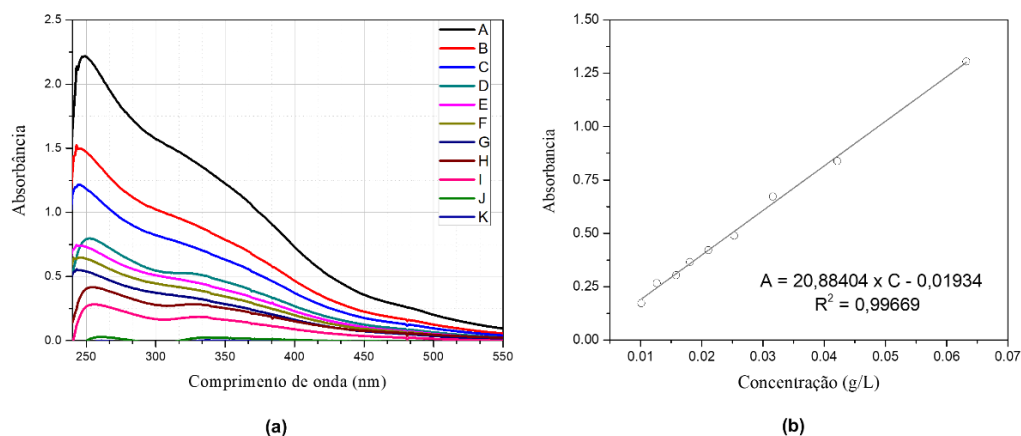 2.5
2.0
1.5
1.0
0.5
0.0
Absorbância
250
300
350
400
450
500
550
Comprimento de onda (nm)
A
B
C
D
E
F
G
H
I
J
K
(a)
1.50
1.25
1.00
0.75
0.50
0.25
0.00
Absorbancia
0.01
0.02
0.03
0.04
0.05
0.06
0.07
Concentração (g/L)
A = 20,88404 x C - 0,01934
R² = 0,99669
(b)